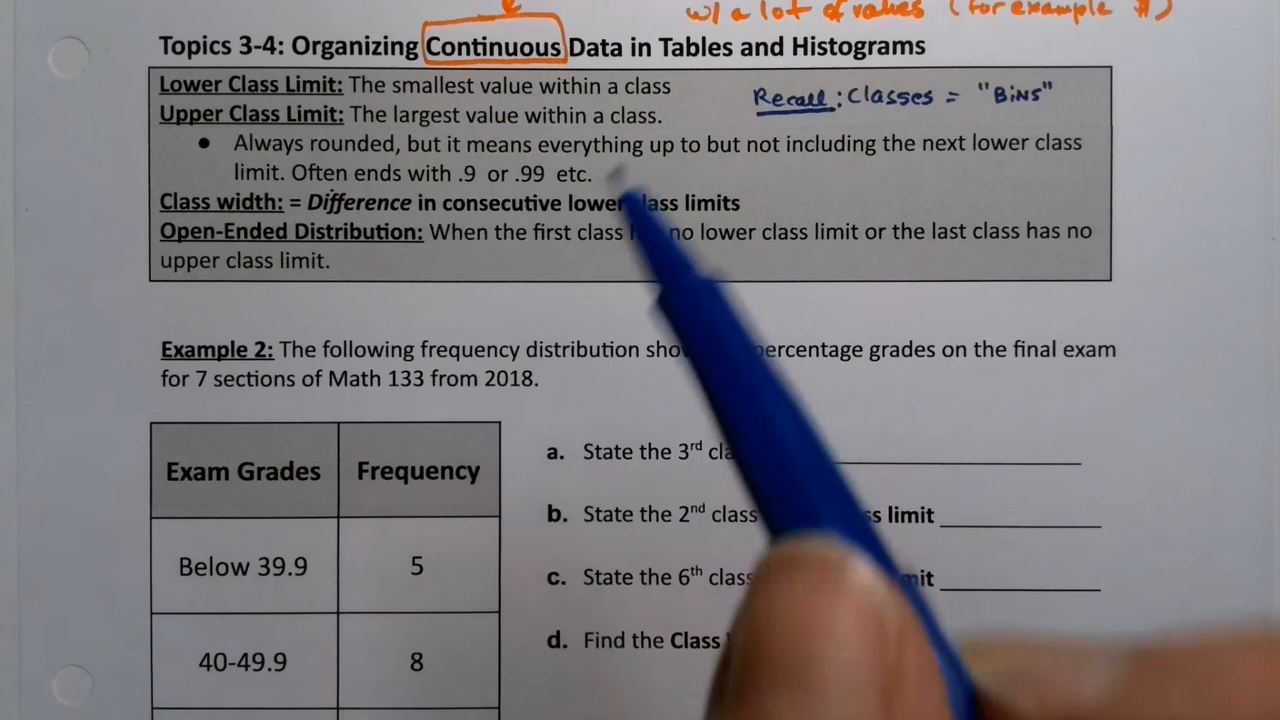 w/ a lot of values (for example #)
Topics 3-4: Organizing Continuous Data in Tables and Histograms
Lower Class Limit: The smallest value within a class
Recall: Classes = "BiNS"
Upper Class Limit: The largest value within a class.
• Always rounded, but it means everything up to but not including the next lower class
limit. Often ends with .9 or .99 etc.
Class width: = Difference in consecutive lower class limits
Open-Ended Distribution: When the first class no lower class limit or the last class has no
upper class limit.
Example 2: The following frequency distribution percentage grades on the final exam
for 7 sections of Math 133 from 2018.
Exam Grades Frequency
Below 39.9 5
40-49.9 8
a. State the 3rd
b. State the 2nd class limit
c. State the 6th class
d. Find the Class